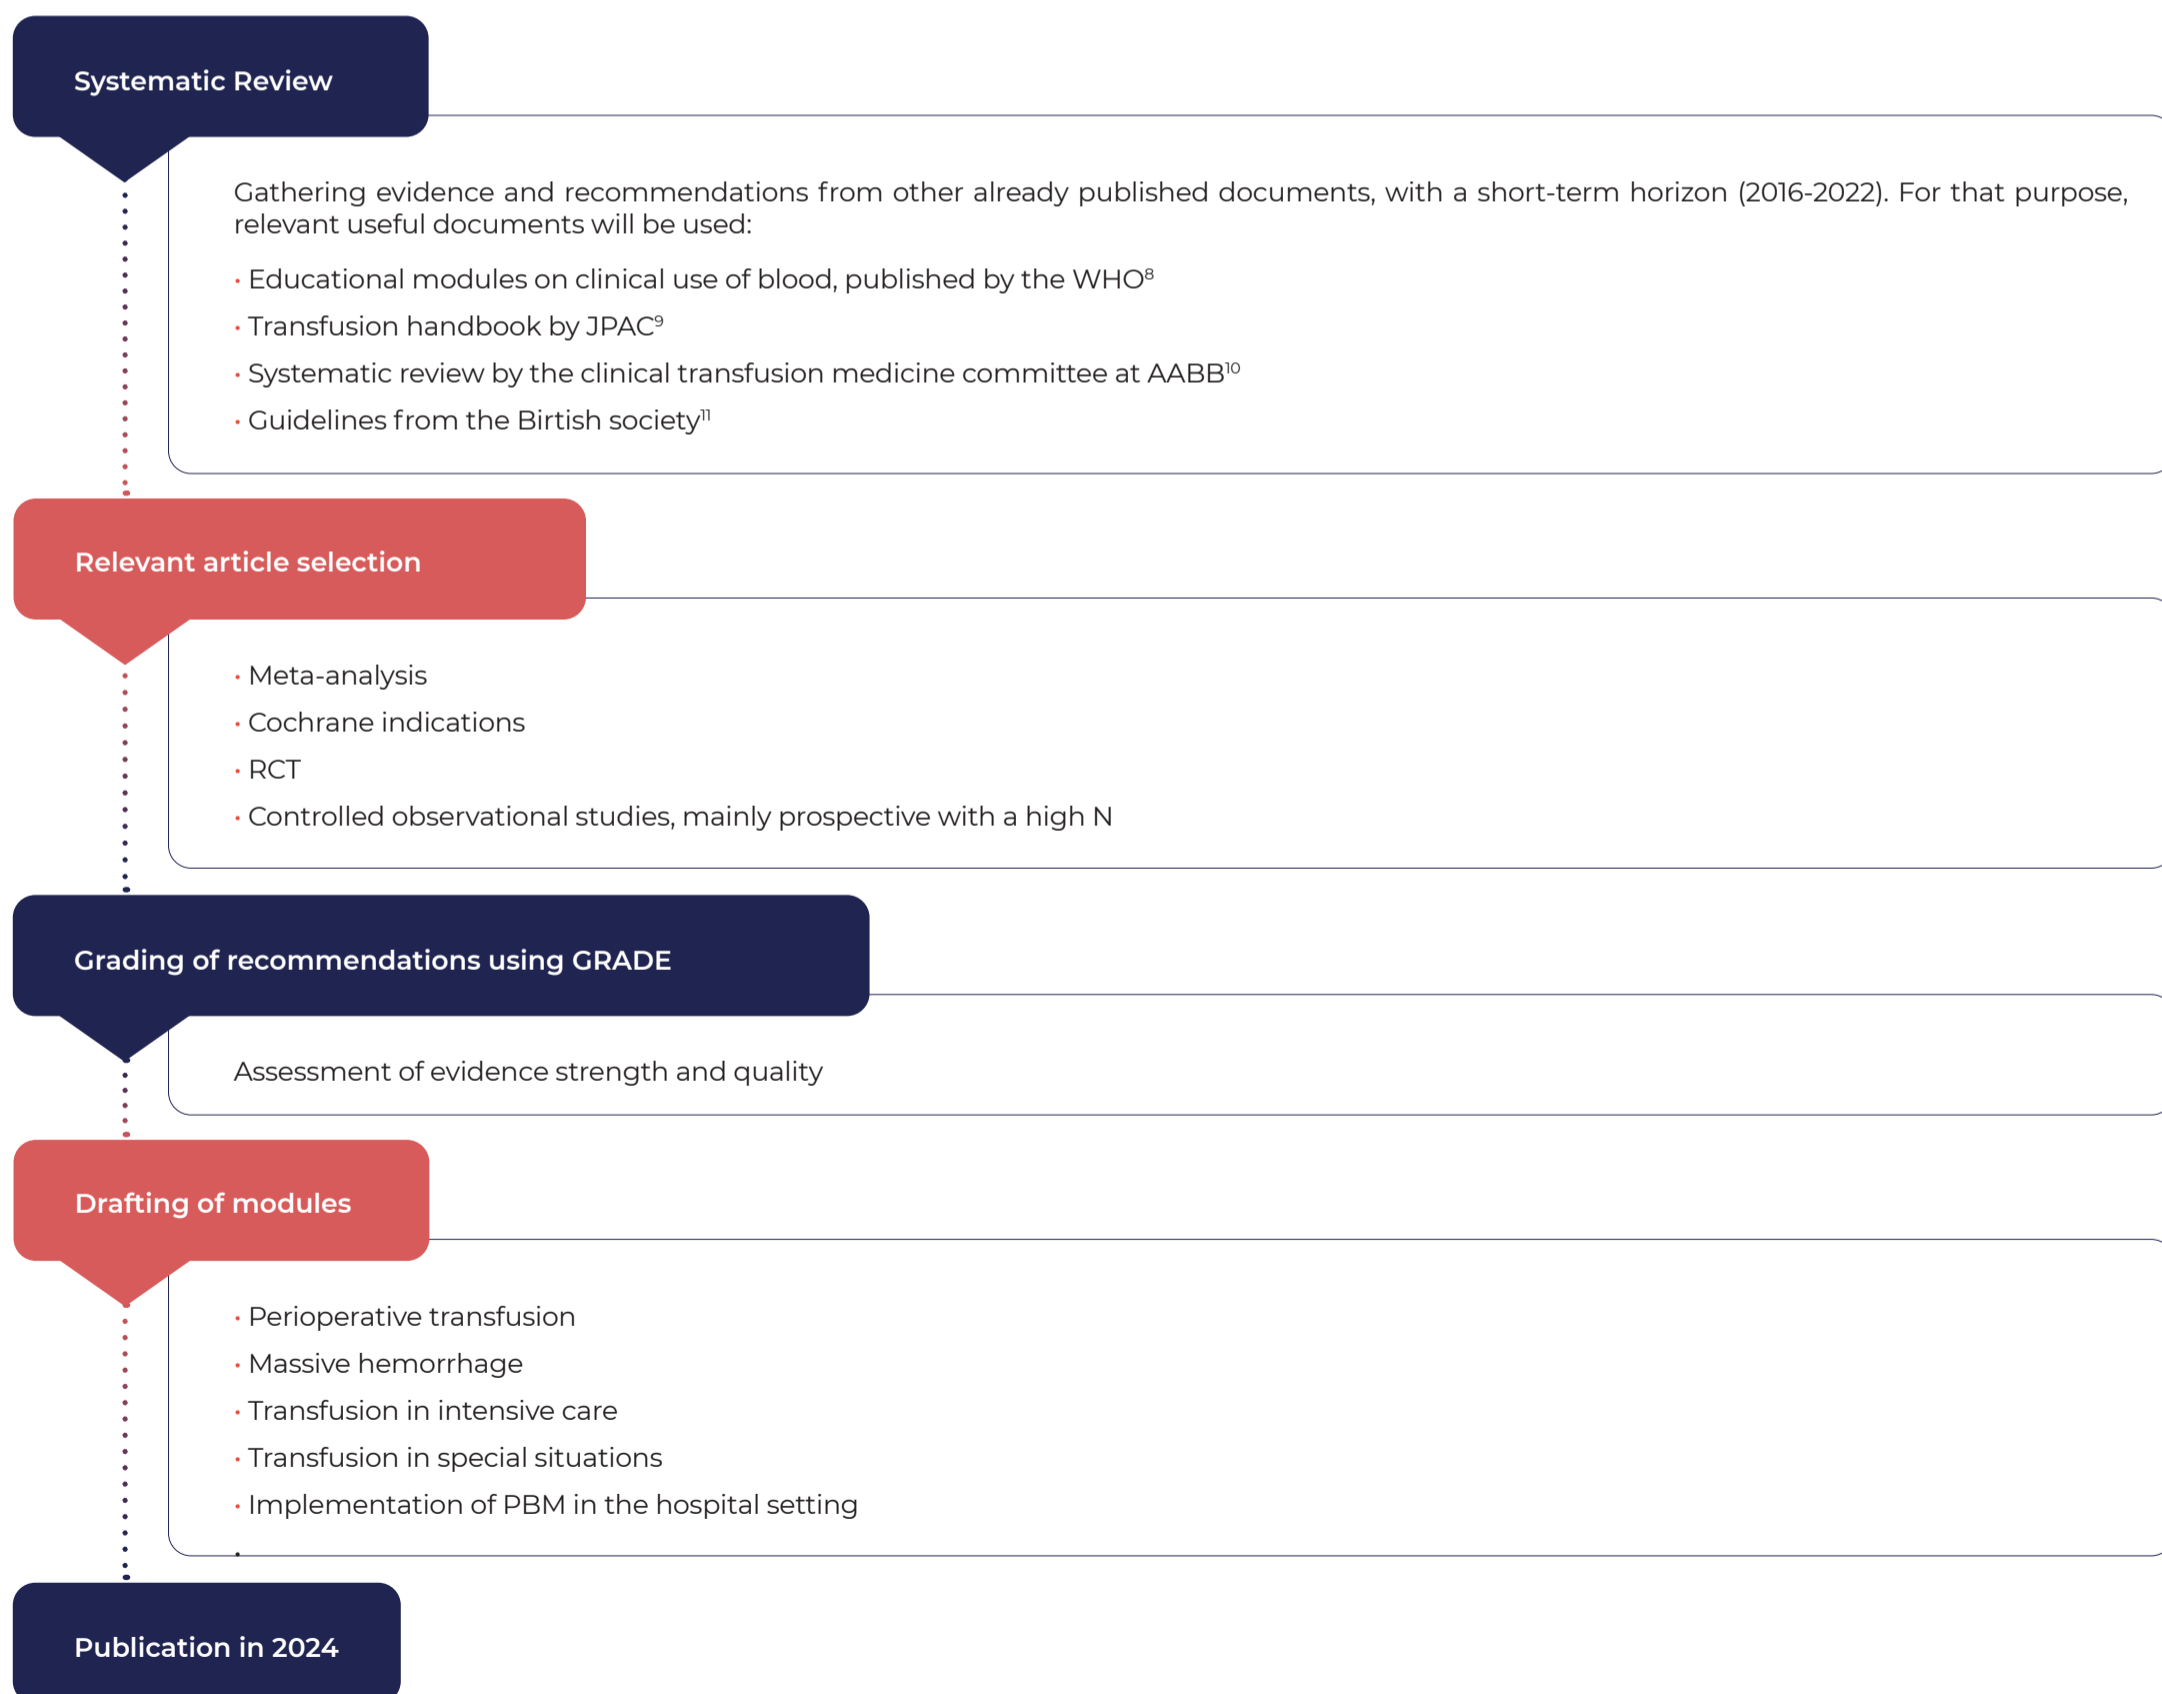 Systematic Review
Gathering evidence and recommendations from other already published documents, with a short-term horizon (2016-2022). For that purpose,
relevant useful documents will be used:
• Educational modules on clinical use of blood, published by the WHO⁸
• Transfusion handbook by JPAC⁹
• Systematic review by the clinical transfusion medicine committee at AABB¹⁰
• Guidelines from the Birtish society¹¹
Relevant article selection
• Meta-analysis
• Cochrane indications
• RCT
• Controlled observational studies, mainly prospective with a high N
Grading of recommendations using GRADE
Assessment of evidence strength and quality
Drafting of modules
• Perioperative transfusion
• Massive hemorrhage
• Transfusion in intensive care
• Transfusion in special situations
• Implementation of PBM in the hospital setting
•
Publication in 2024